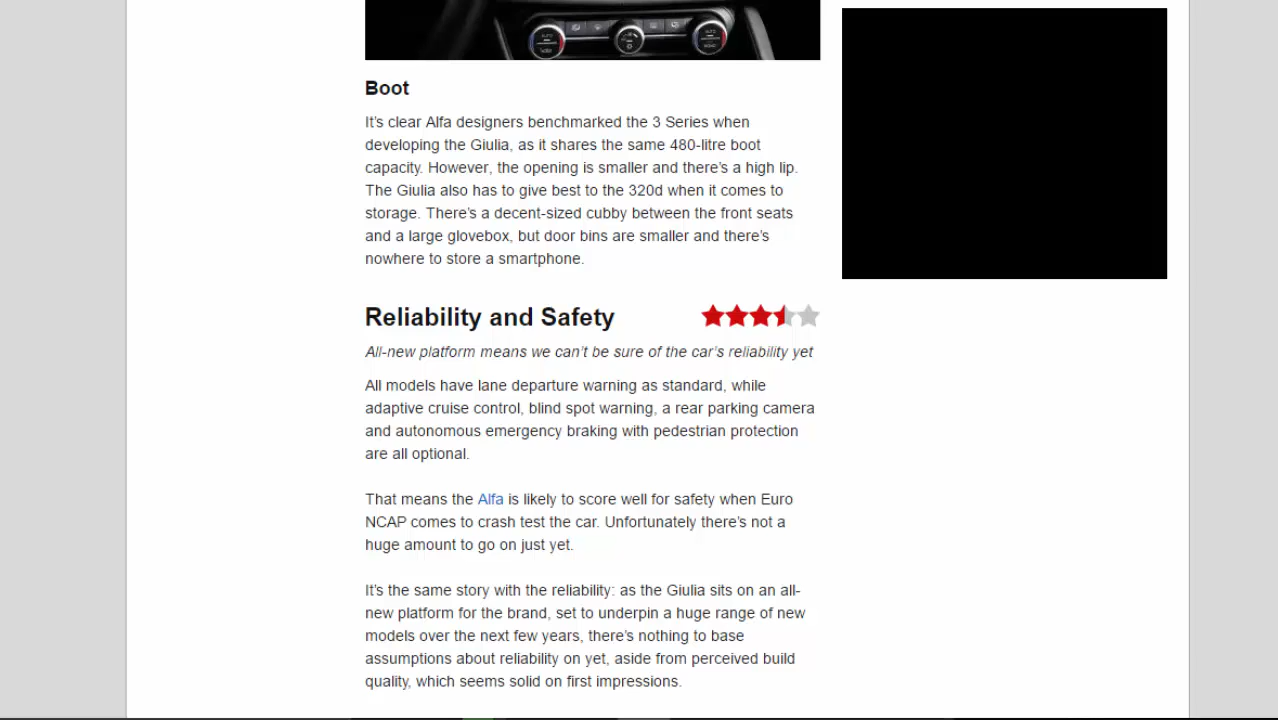 Boot
It's clear Alfa designers benchmarked the 3 Series when
developing the Giulia, as it shares the same 480-litre boot
capacity. However, the opening is smaller and there's a high lip.
The Giulia also has to give best to the 320d when it comes to
storage. There's a decent-sized cubby between the front seats
and a large glovebox, but door bins are smaller and there's
nowhere to store a smartphone.
Reliability and Safety
All-new platform means we can't be sure of the car's reliability yet
All models have lane departure warning as standard, while
adaptive cruise control, blind spot warning, a rear parking camera
and autonomous emergency braking with pedestrian protection
are all optional.
That means the Alfa is likely to score well for safety when Euro
NCAP comes to crash test the car. Unfortunately there's not a
huge amount to go on just yet.
It's the same story with the reliability: as the Giulia sits on an all-
new platform for the brand, set to underpin a huge range of new
models over the next few years, there's nothing to base
assumptions about reliability on yet, aside from perceived build
quality, which seems solid on first impressions.